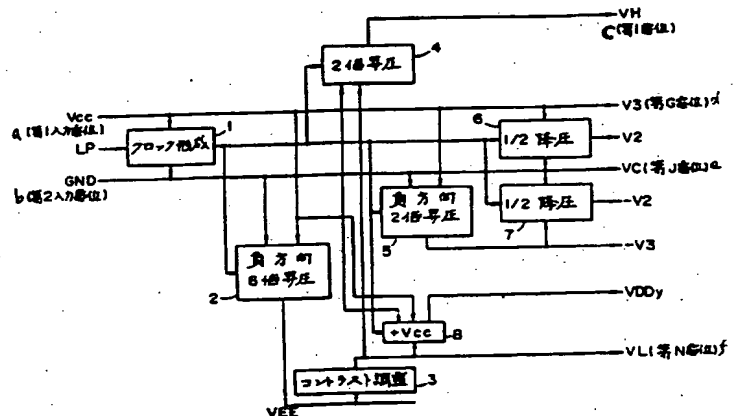 VH
C(第1電位)
4
2倍昇圧
Vcc
a(第1入力電位)
1
V3(第G電位)d
6
LP
クロック形成
1/2 降圧
V2
GND
VC(第J電位)e
b(第2入力電位)
負方向
2倍昇圧
1/2 降圧
-V2
5
7
-V3
負方向
6倍昇圧
2
VDDy
+Vcc
8
VL(第N電位)f
コントラスト調整
3
VEE